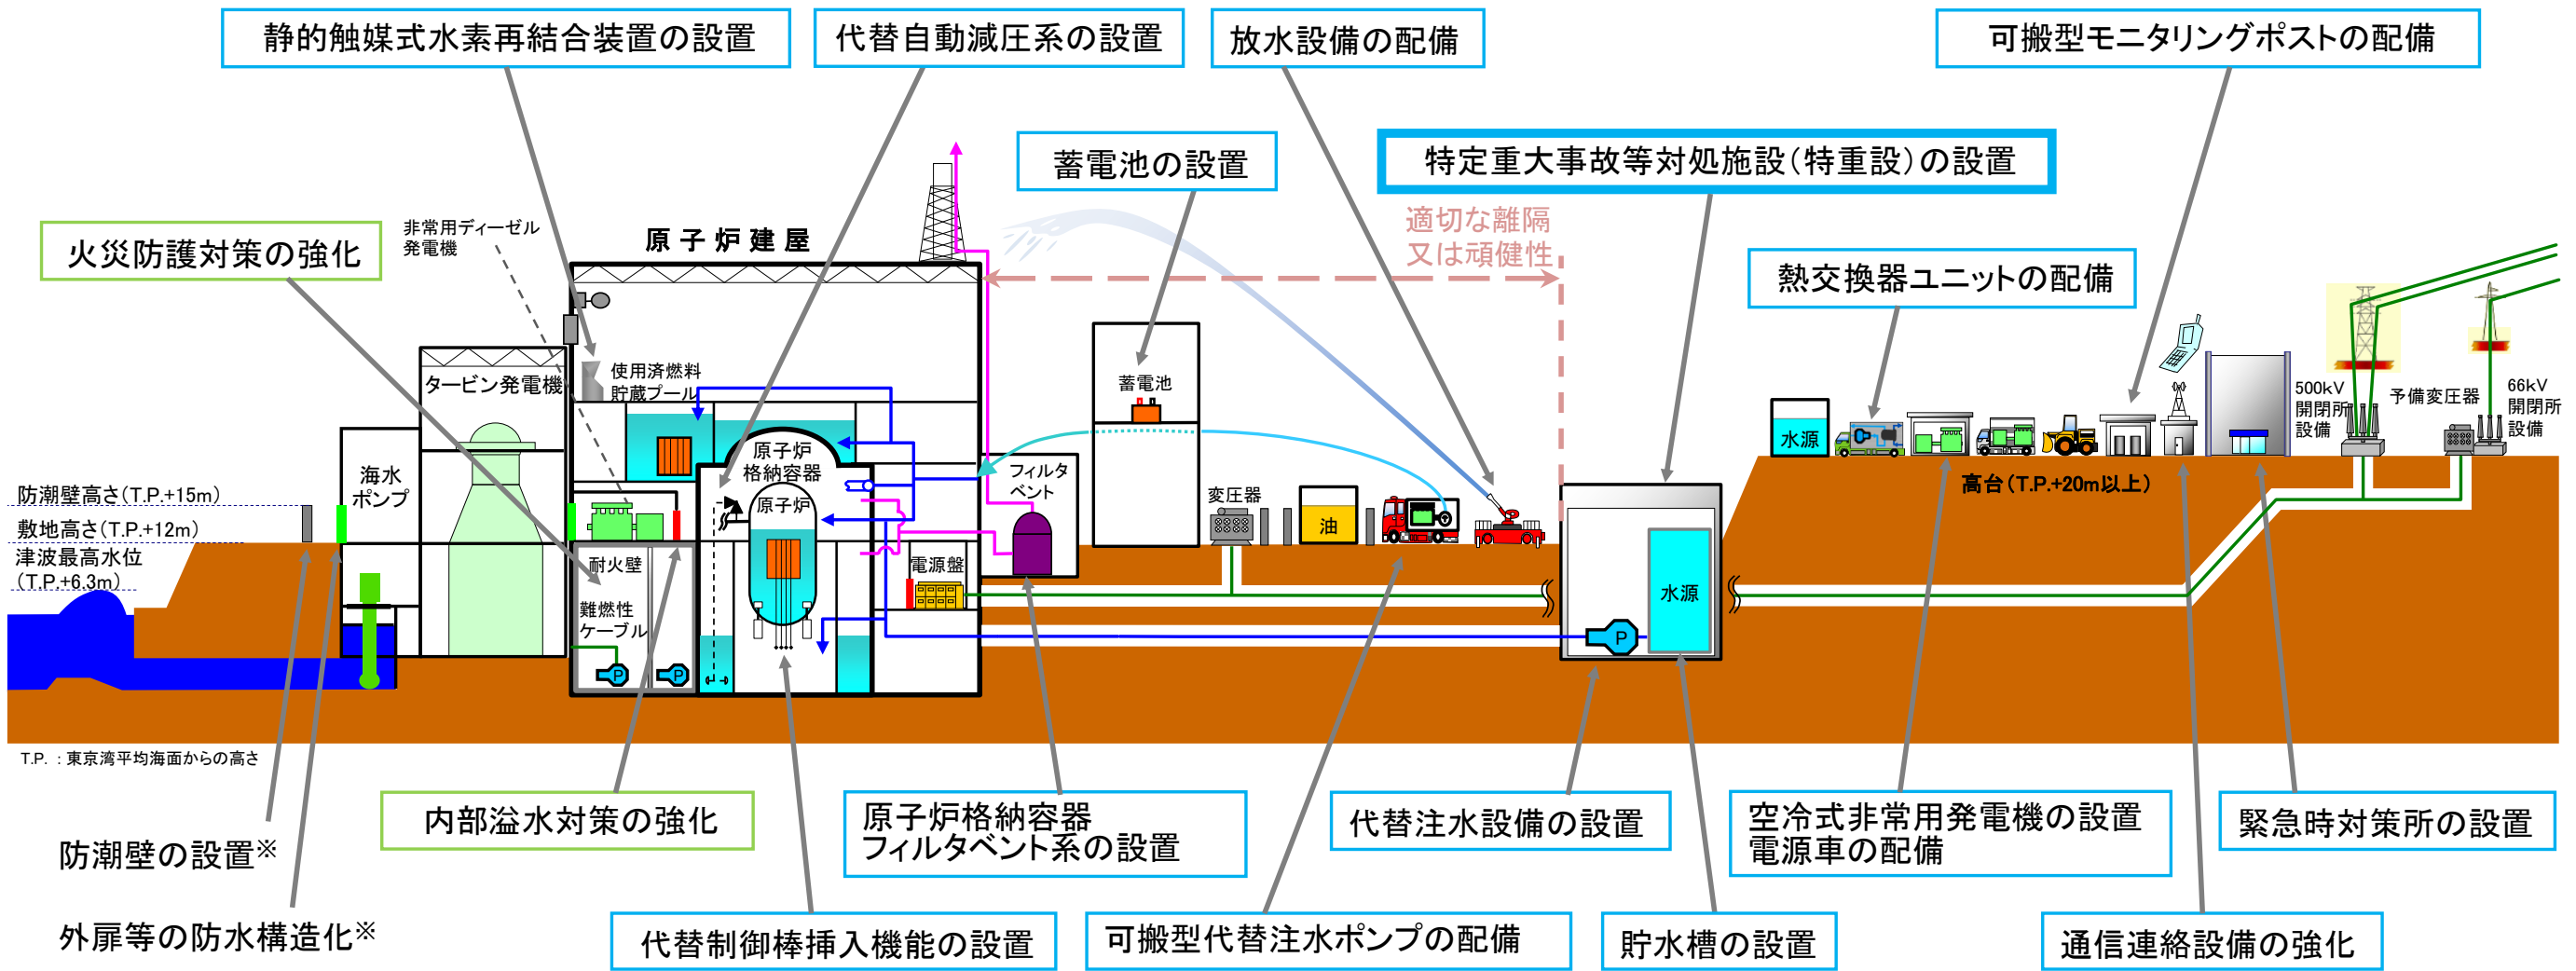 静的触媒式水素再結合装置の設置
代替自動減圧系の設置
放水設備の配備
可搬型モニタリングポストの配備
蓄電池の設置
特定重大事故等対処施設(特重設)の設置
火災防護対策の強化
非常用ディーゼル
発電機
原子炉建屋
適切な離隔
又は頑健性
熱交換器ユニットの配備
タービン発電機
使用済燃料
貯蔵プール
蓄電池
500kV
開閉所
設備
予備変圧器
66kV
開閉所
設備
水源
海水
ポンプ
原子炉
格納容器
原子炉
フィルタ
ベント
変圧器
油
高台(T.P.+20m以上)
防潮壁高さ(T.P.+15m)
敷地高さ(T.P.+12m)
津波最高水位
(T.P.+6.3m)
耐火壁
難燃性
ケーブル
P
P
電源盤
P
水源
T.P. :東京湾平均海面からの高さ
防潮壁の設置※
外扉等の防水構造化※
内部溢水対策の強化
原子炉格納容器
フィルタベント系の設置
代替注水設備の設置
空冷式非常用発電機の設置
電源車の配備
緊急時対策所の設置
代替制御棒挿入機能の設置
可搬型代替注水ポンプの配備
貯水槽の設置
通信連絡設備の強化